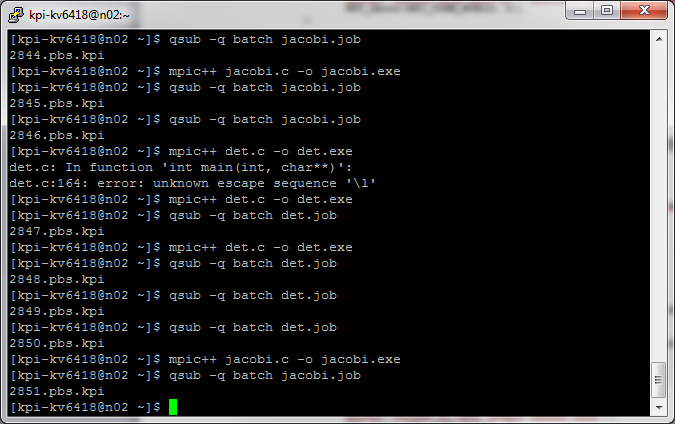 kpi-kv6418@n02:~
[kpi-kv6418@n02 ~]$ qsub -q batch jacobi.job
2844.pbs.kpi
[kpi-kv6418@n02 ~]$ mpic++ jacobi.c -o jacobi.exe
[kpi-kv6418@n02 ~]$ qsub -q batch jacobi.job
2845.pbs.kpi
[kpi-kv6418@n02 ~]$ qsub -q batch jacobi.job
2846.pbs.kpi
[kpi-kv6418@n02 ~]$ mpic++ det.c -o det.exe
det.c: In function 'int main(int, char**)':
det.c:164: error: unknown escape sequence '\l'
[kpi-kv6418@n02 ~]$ mpic++ det.c -o det.exe
[kpi-kv6418@n02 ~]$ qsub -q batch det.job
2847.pbs.kpi
[kpi-kv6418@n02 ~]$ mpic++ det.c -o det.exe
[kpi-kv6418@n02 ~]$ qsub -q batch det.job
2848.pbs.kpi
[kpi-kv6418@n02 ~]$ qsub -q batch det.job
2849.pbs.kpi
[kpi-kv6418@n02 ~]$ qsub -q batch det.job
2850.pbs.kpi
[kpi-kv6418@n02 ~]$ mpic++ jacobi.c -o jacobi.exe
[kpi-kv6418@n02 ~]$ qsub -q batch jacobi.job
2851.pbs.kpi
[kpi-kv6418@n02 ~]$